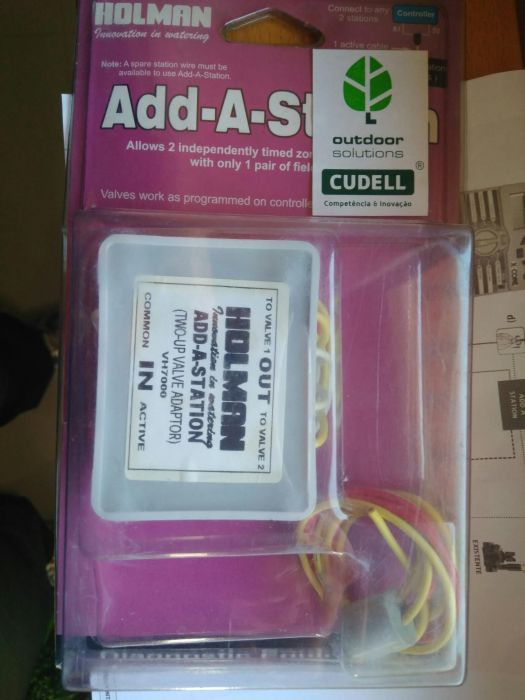 HOLMAN
Innovation in watering
Connect to any
2 stations
Controller
S1
S2
1 active cable
Note: A spare station wire must be
available to use Add-A-Station.
Add-A-St
Allows 2 independently timed zo
with only 1 pair of fiel
Valves work as programmed on controlle
outdoor
solutions
CUDELL
®
Competência & Inovação
TO VALVE 1 OUT TO VALVE 2
HOLMAN
Innovation in watering
ADD-A-STATION
(TWO-UP VALVE ADAPTOR)
VH7000
COMMON IN ACTIVE
X COM
ADD A
STATION
EXISTENTE